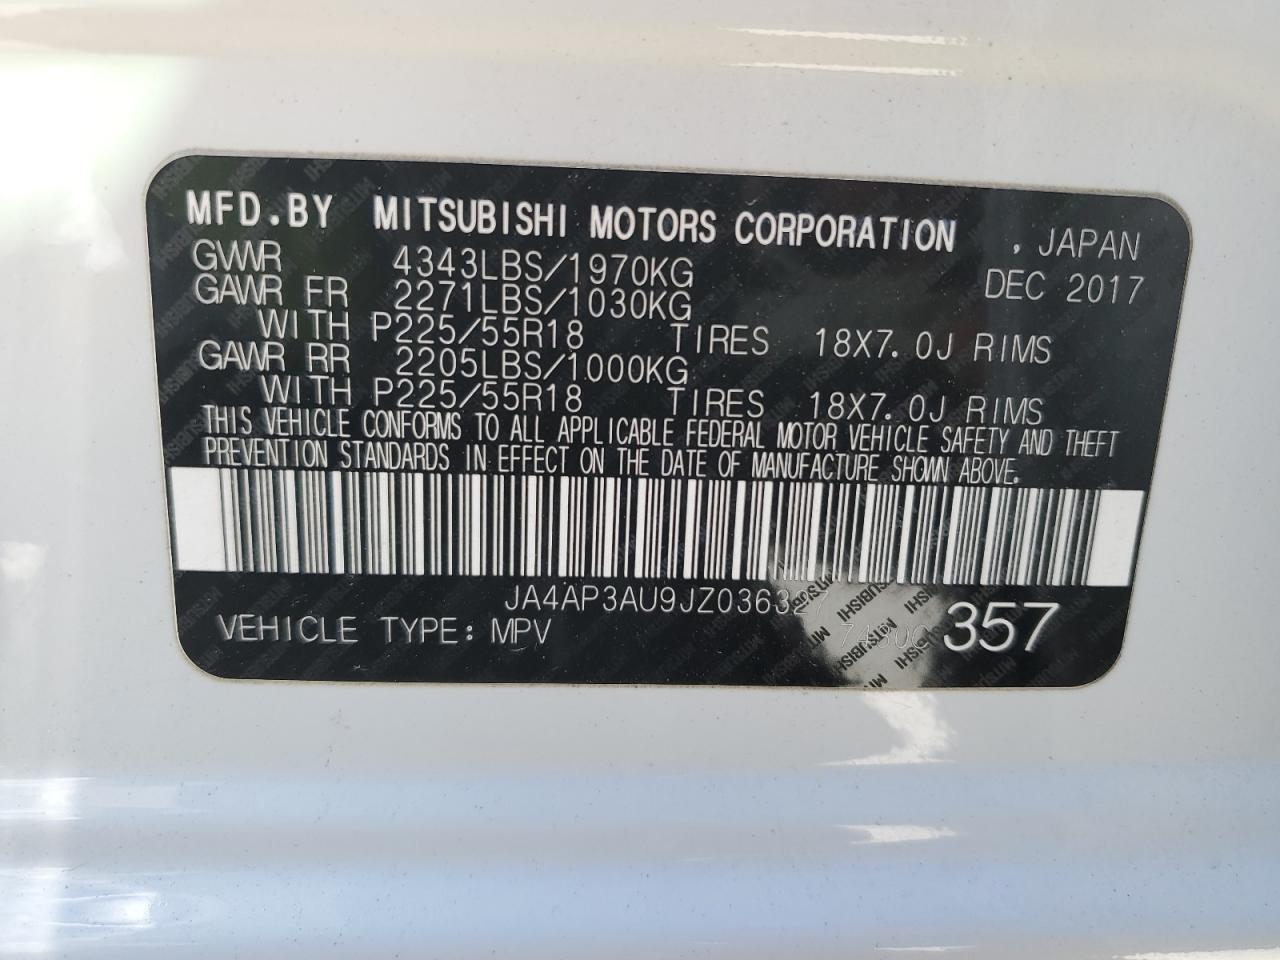 MFD.BY MITSUBISHI MOTORS CORPORATION , JAPAN
GVWR 4343LBS/1970KG DEC 2017
GAWR FR 2271LBS/1030KG
WITH P225/55R18 TIRES 18X7.0J RIMS
GAWR RR 2205LBS/1000KG
WITH P225/55R18 TIRES 18X7.0J RIMS
THIS VEHICLE CONFORMS TO ALL APPLICABLE FEDERAL MOTOR VEHICLE SAFETY AND THEFT
PREVENTION STANDARDS IN EFFECT ON THE DATE OF MANUFACTURE SHOWN ABOVE.
JA4AP3AU9JZ036327
VEHICLE TYPE: MPV 357